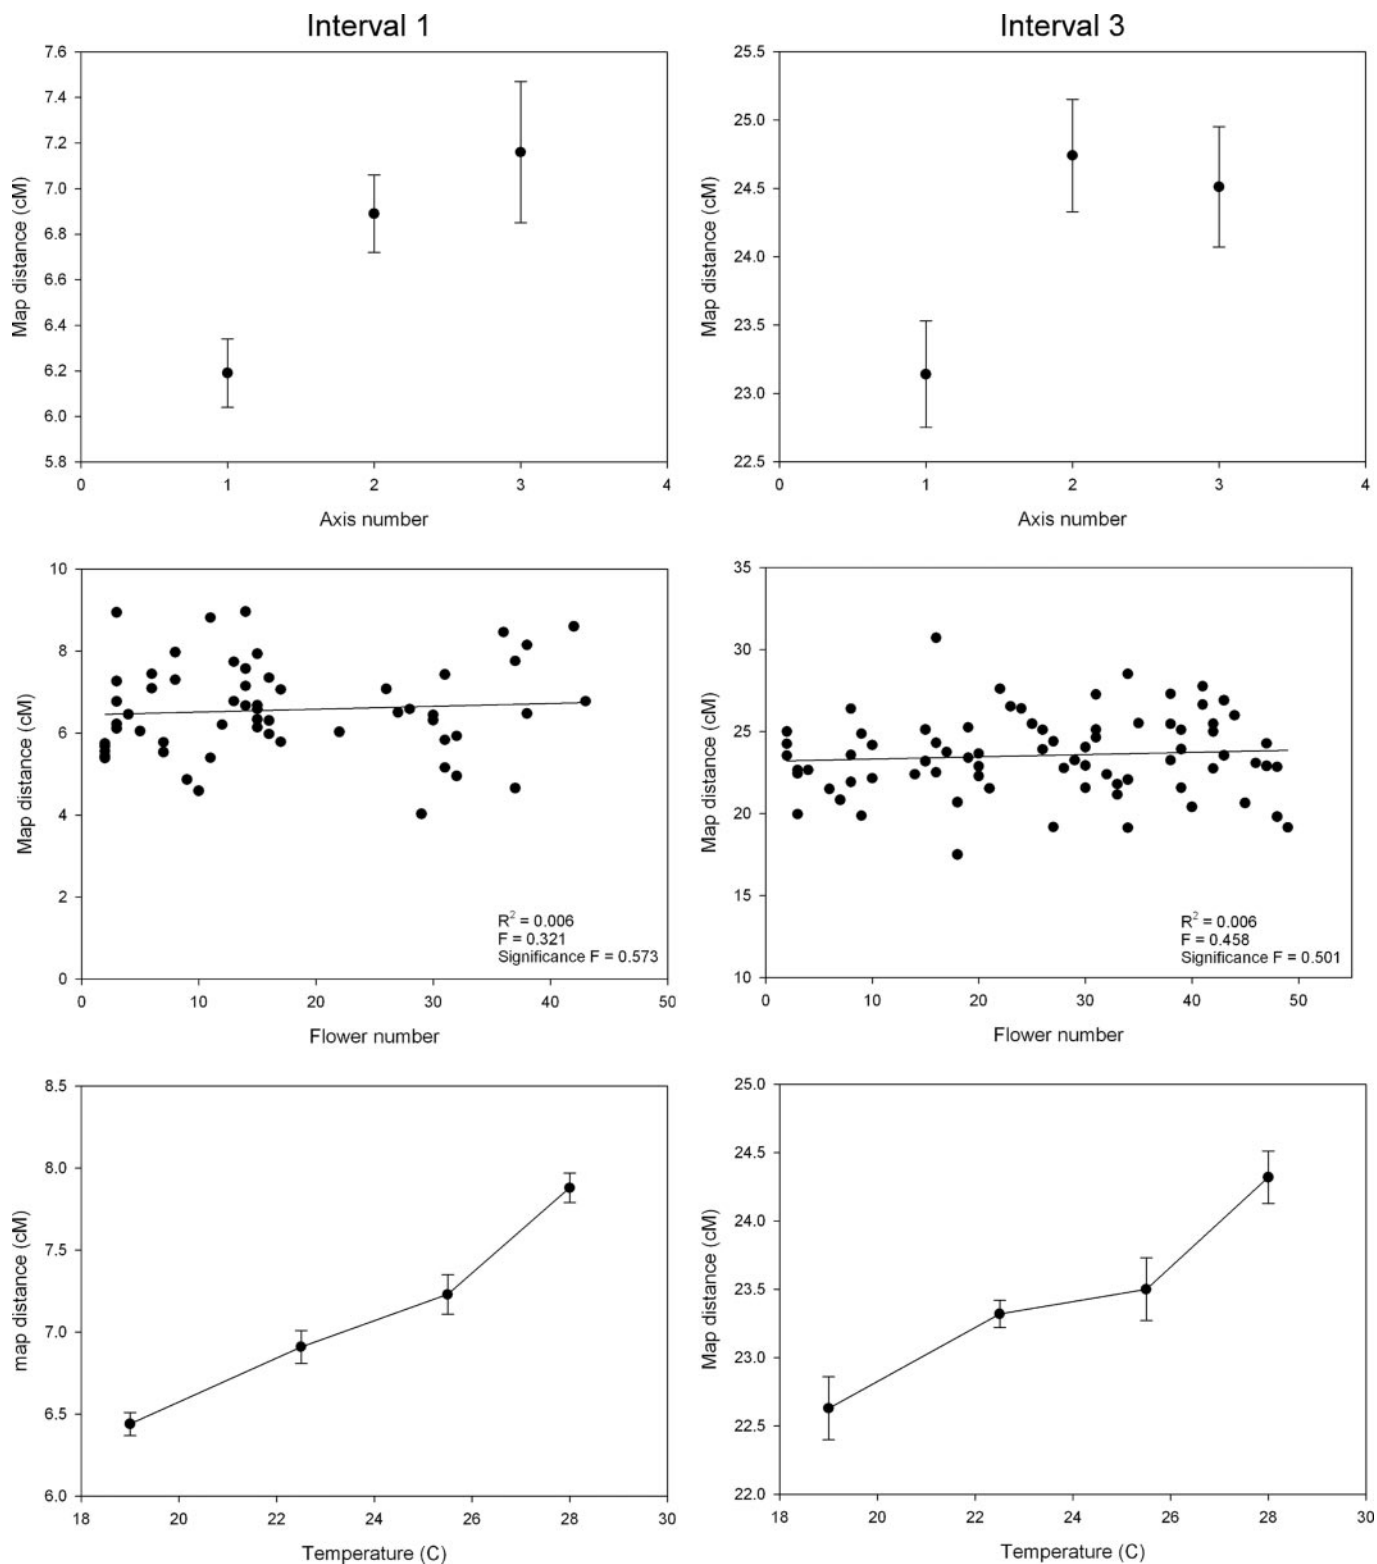 Interval 1
Interval 3
7.6
7.4
7.2
7.0
6.8
6.6
6.4
6.2
6.0
5.8
Map distance (cM)
0 1 2 3 4
Axis number
25.5
25.0
24.5
24.0
23.5
23.0
22.5
Map distance (cM)
0 1 2 3 4
Axis number
10
8
6
4
2
0
Map distance (cM)
R² = 0.006
F = 0.321
Significance F = 0.573
0 10 20 30 40 50
Flower number
35
30
25
20
15
10
Map distance (cM)
R² = 0.006
F = 0.458
Significance F = 0.501
0 10 20 30 40 50
Flower number
8.5
8.0
7.5
7.0
6.5
6.0
map distance (cM)
18 20 22 24 26 28 30
Temperature (C)
25.0
24.5
24.0
23.5
23.0
22.5
22.0
Map distance (cM)
18 20 22 24 26 28 30
Temperature (C)